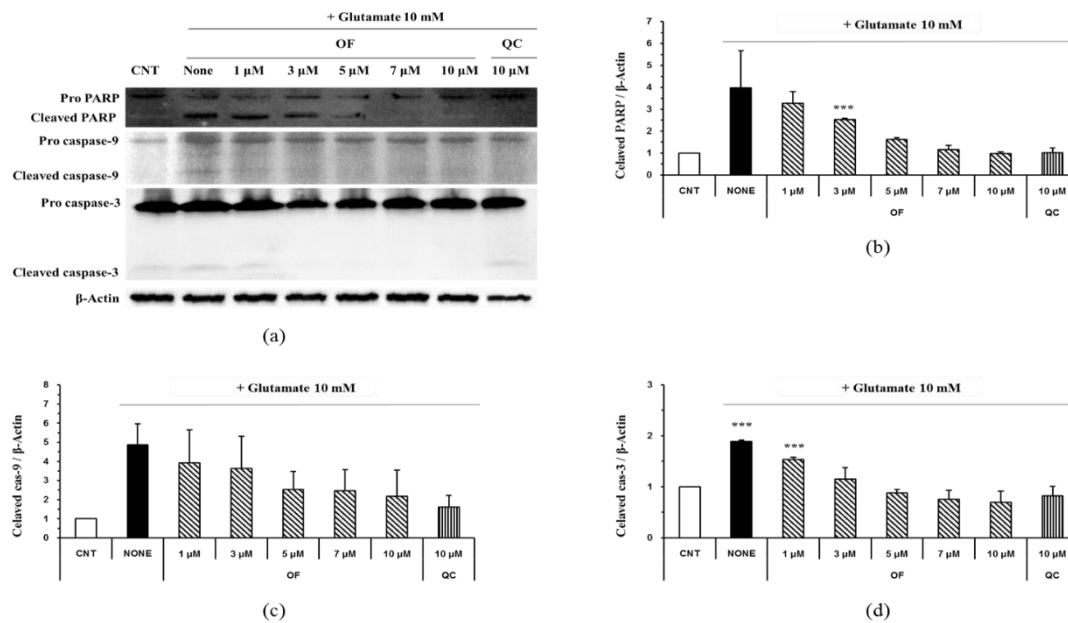 + Glutamate 10 mM
OF QC
CNT None 1 µM 3 µM 5 µM 7 µM 10 µM 10 µM
Pro PARP
Cleaved PARP
Pro caspase-9
Cleaved caspase-9
Pro caspase-3
Cleaved caspase-3
β-Actin
(a)
+ Glutamate 10 mM
Celaved PARP / β-Actin
7
6
5
4
3
2
1
0
***
CNT NONE 1 µM 3 µM 5 µM 7 µM 10 µM 10 µM
OF QC
(b)
+ Glutamate 10 mM
Celaved cas-9 / β-Actin
8
7
6
5
4
3
2
1
0
CNT NONE 1 µM 3 µM 5 µM 7 µM 10 µM 10 µM
OF QC
(c)
+ Glutamate 10 mM
Celaved cas-3 / β-Actin
3
2
1
0
*** ***
CNT NONE 1 µM 3 µM 5 µM 7 µM 10 µM 10 µM
OF QC
(d)